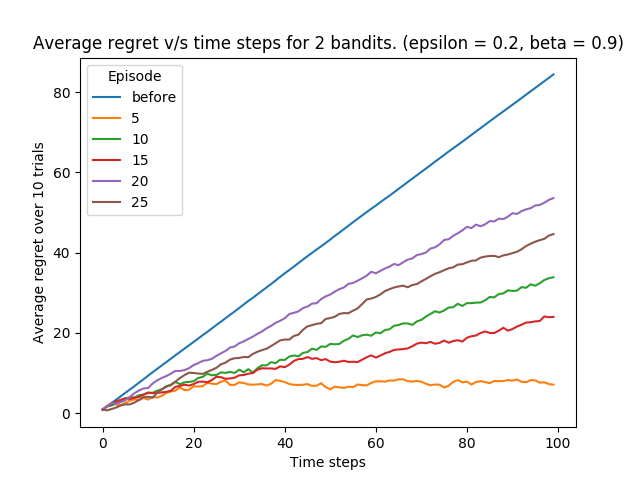 Average regret v/s time steps for 2 bandits. (epsilon = 0.2, beta = 0.9)
Episode
before
5
10
15
20
25
Average regret over 10 trials
80
60
40
20
0
0 20 40 60 80 100
Time steps